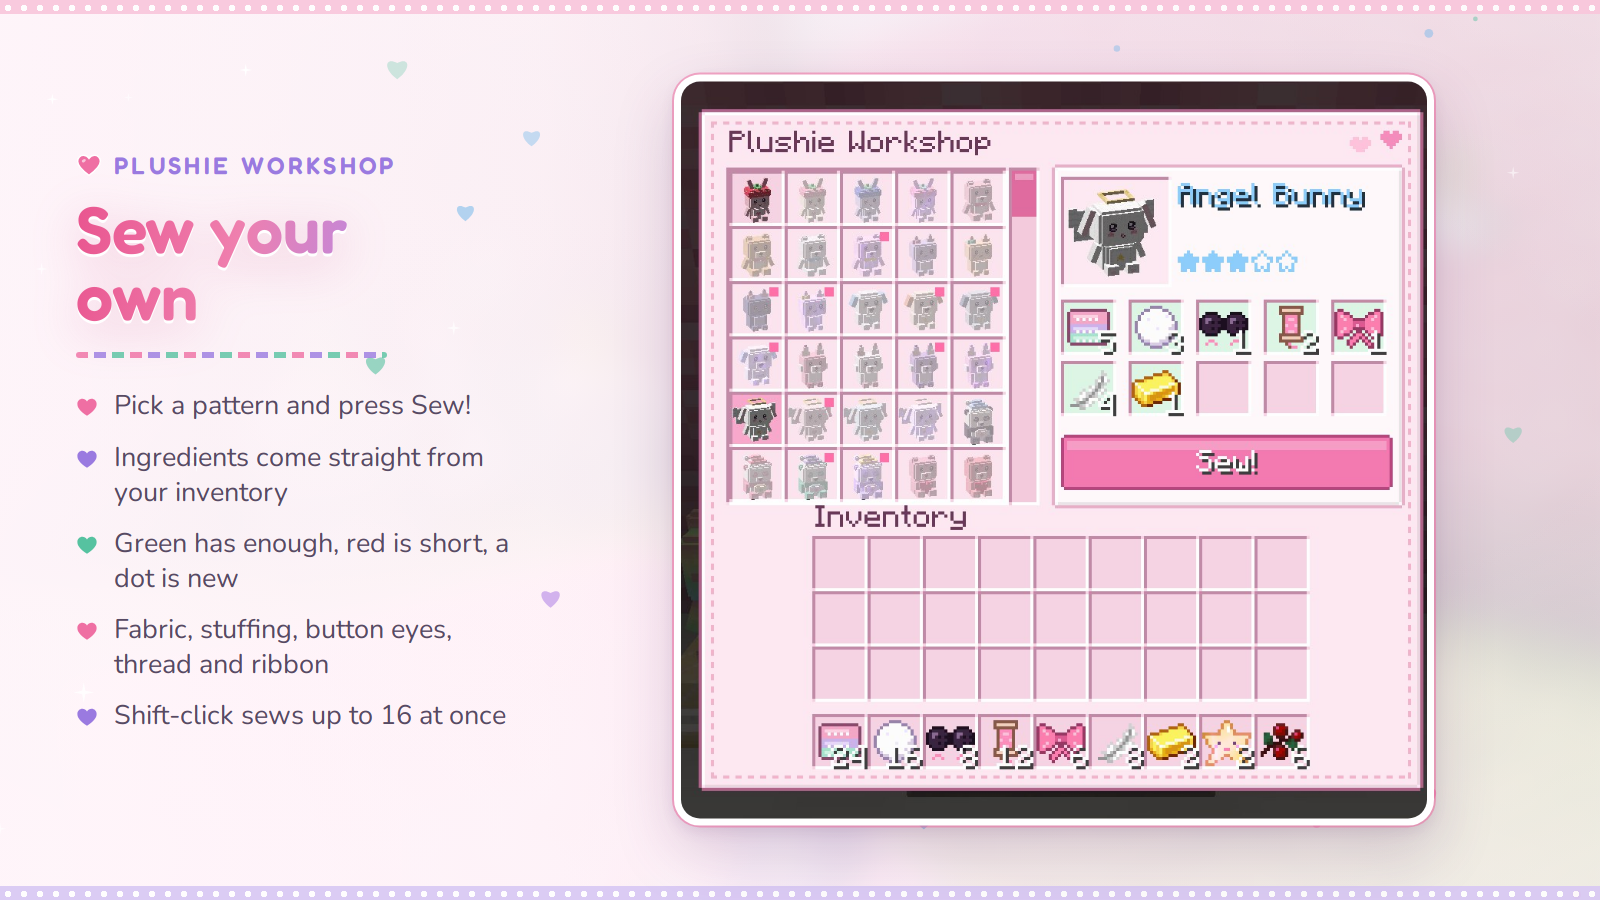 PLUSHIE WORKSHOP
Sew your
own
Pick a pattern and press Sew!
Ingredients come straight from
your inventory
Green has enough, red is short, a
dot is new
Fabric, stuffing, button eyes,
thread and ribbon
Shift-click sews up to 16 at once
Plushie Workshop
Angel Bunny
Sew!
Inventory